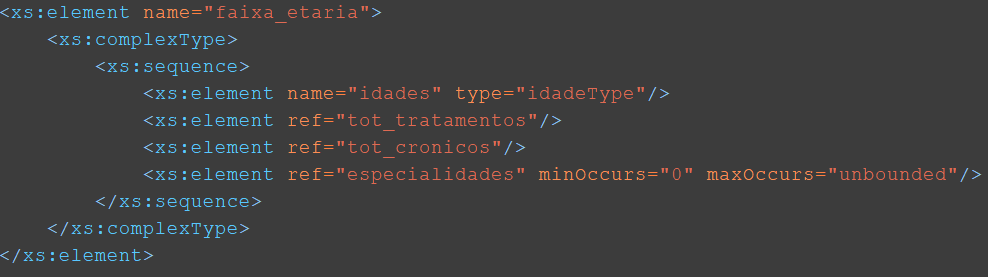 <xs:element name="faixa_etaria">
    <xs:complexType>
        <xs:sequence>
            <xs:element name="idades" type="idadeType"/>
            <xs:element ref="tot_tratamentos"/>
            <xs:element ref="tot_cronicos"/>
            <xs:element ref="especialidades" minOccurs="0" maxOccurs="unbounded"/>
        </xs:sequence>
    </xs:complexType>
</xs:element>